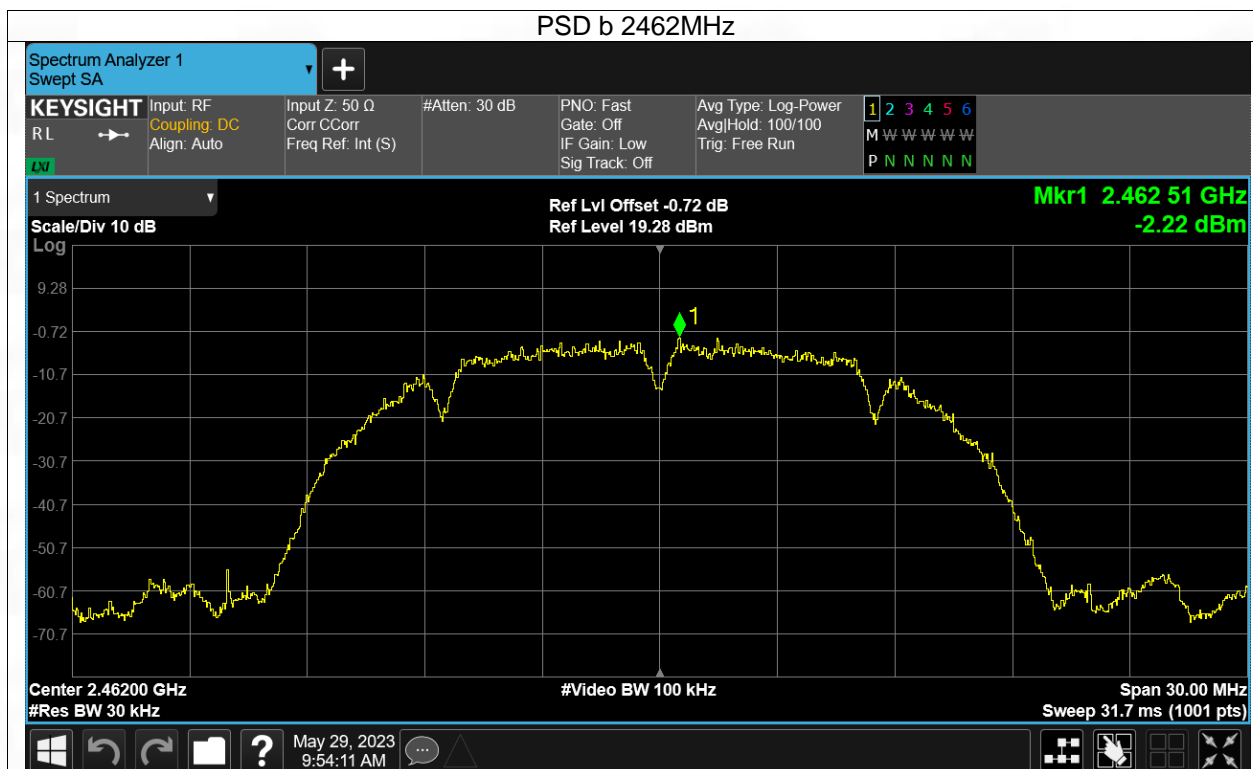 PSD b 2462MHz
Spectrum Analyzer 1
Swept SA
KEYSIGHT
R L
LXI
Input: RF
Coupling: DC
Align: Auto
Input Z: 50 Ω
Corr CCorr
Freq Ref: Int (S)
#Atten: 30 dB
PNO: Fast
Gate: Off
IF Gain: Low
Sig Track: Off
Avg Type: Log-Power
Avg|Hold: 100/100
Trig: Free Run
1 2 3 4 5 6
M W W W W W
P N N N N N
1 Spectrum
Scale/Div 10 dB
Ref Lvl Offset -0.72 dB
Ref Level 19.28 dBm
Mkr1 2.462 51 GHz
-2.22 dBm
Log
9.28
-0.72
-10.7
-20.7
-30.7
-40.7
-50.7
-60.7
-70.7
1
Center 2.46200 GHz
#Res BW 30 kHz
#Video BW 100 kHz
Span 30.00 MHz
Sweep 31.7 ms (1001 pts)
?
May 29, 2023
9:54:11 AM